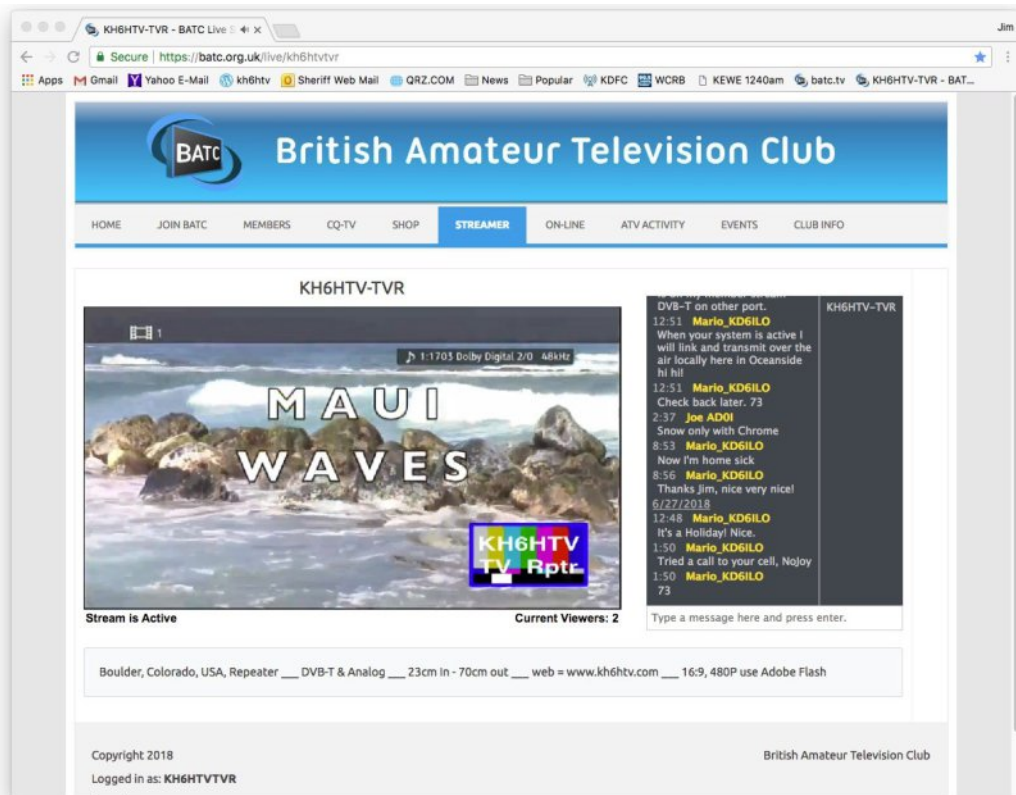 KH6HTV-TVR - BATC Live S
Jim
Secure | https://batc.org.uk/live/kh6htvtvr
Apps Gmail Yahoo E-Mail kh6htv Sheriff Web Mail QRZ.COM News Popular KDFC WCRB KEWE 1240am batc.tv KH6HTV-TVR - BAT...
BATC
British Amateur Television Club
HOME JOIN BATC MEMBERS CQ-TV SHOP STREAMER ON-LINE ATV ACTIVITY EVENTS CLUB INFO
KH6HTV-TVR
1
1:1703 Dolby Digital 2/0 48kHz
MAUI
WAVES
KH6HTV
TV Rptr
Stream is Active
Current Viewers: 2
DVB-T on other port.
12:51 Mario_KD6ILO
When your system is active I
will link and transmit over the
air locally here in Oceanside
hi hi!
12:51 Mario_KD6ILO
Check back later. 73
2:37 Joe AD0I
Snow only with Chrome
8:53 Mario_KD6ILO
Now I'm home sick
8:56 Mario_KD6ILO
Thanks Jim, nice very nice!
6/27/2018
12:48 Mario_KD6ILO
It's a Holiday! Nice.
1:50 Mario_KD6ILO
Tried a call to your cell, NoJoy
1:50 Mario_KD6ILO
73
KH6HTV-TVR
Type a message here and press enter.
Boulder, Colorado, USA, Repeater ___ DVB-T & Analog ___ 23cm in - 70cm out ___ web = www.kh6htv.com ___ 16:9, 480P use Adobe Flash
Copyright 2018
British Amateur Television Club
Logged in as: KH6HTVTVR